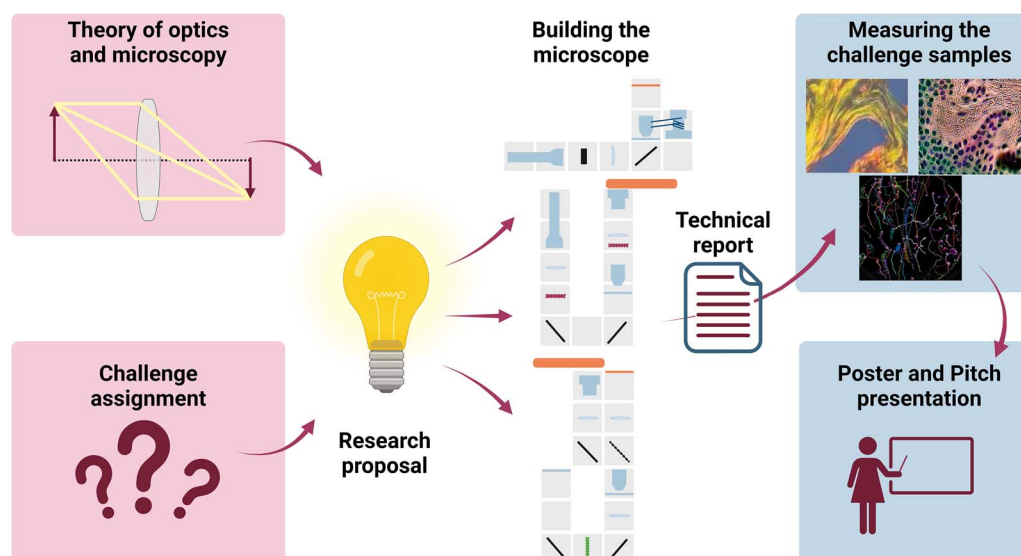 Theory of optics
and microscopy
Challenge
assignment
Research
proposal
Building the
microscope
Technical
report
Measuring the
challenge samples
Poster and Pitch
presentation